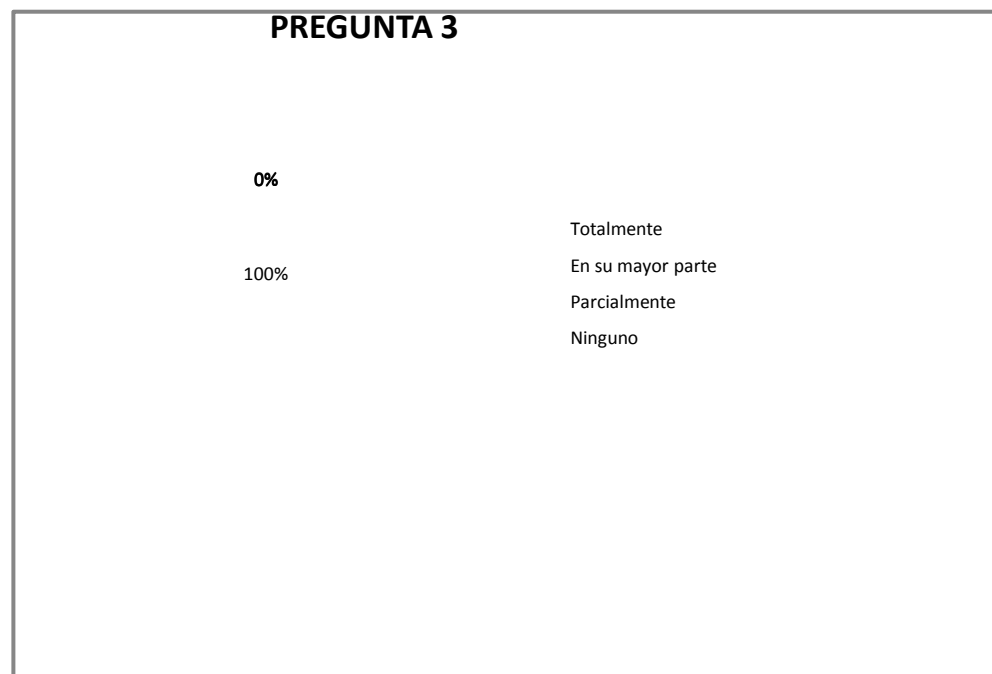 PREGUNTA 3
0%
100%
Totalmente
En su mayor parte
Parcialmente
Ninguno